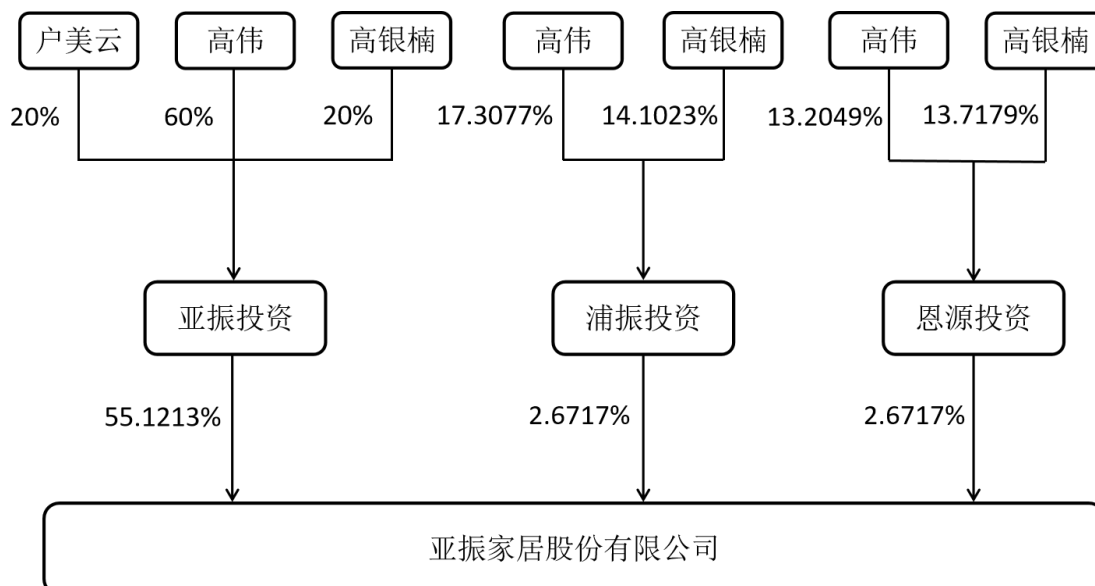 户美云 高伟 高银楠 高伟 高银楠 高伟 高银楠
20% 60% 20% 17.3077% 14.1023% 13.2049% 13.7179%
亚振投资 浦振投资 恩源投资
55.1213% 2.6717% 2.6717%
亚振家居股份有限公司